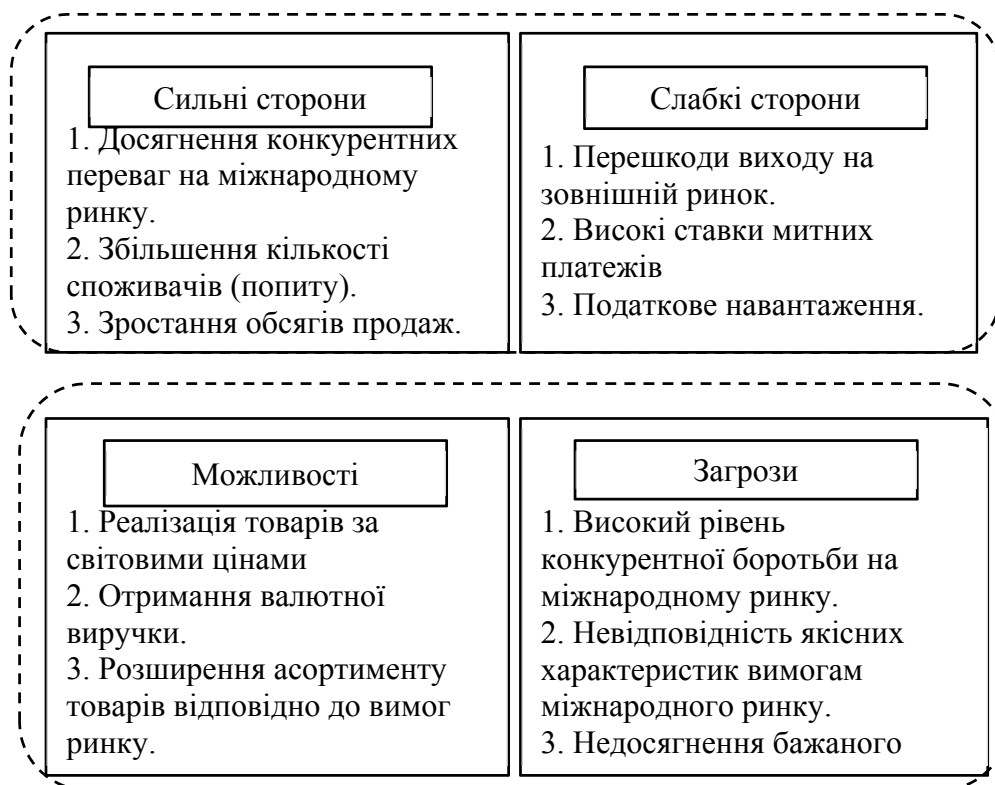 Сильні сторони
1. Досягнення конкурентних
переваг на міжнародному
ринку.
2. Збільшення кількості
споживачів (попиту).
3. Зростання обсягів продаж.
Слабкі сторони
1. Перешкоди виходу на
зовнішній ринок.
2. Високі ставки митних
платежів
3. Податкове навантаження.
Можливості
1. Реалізація товарів за
світовими цінами
2. Отримання валютної
виручки.
3. Розширення асортименту
товарів відповідно до вимог
ринку.
Загрози
1. Високий рівень
конкурентної боротьби на
міжнародному ринку.
2. Невідповідність якісних
характеристик вимогам
міжнародного ринку.
3. Недосягнення бажаного